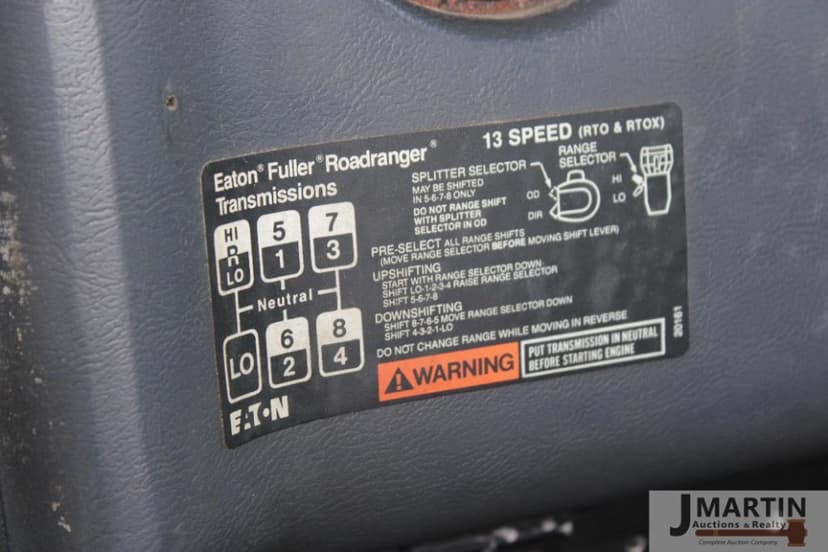 Eaton® Fuller® Roadranger®
Transmissions
13 SPEED (RTO & RTOX)
HI
R
LO
5
1
7
3
Neutral
LO
6
2
8
4
EATON
SPLITTER SELECTOR
MAY BE SHIFTED
IN 5-6-7-8 ONLY
DO NOT RANGE SHIFT
WITH SPLITTER
SELECTOR IN OD
OD
DIR
RANGE
SELECTOR
HI
LO
PRE-SELECT ALL RANGE SHIFTS
(MOVE RANGE SELECTOR BEFORE MOVING SHIFT LEVER)
UPSHIFTING
START WITH RANGE SELECTOR DOWN
SHIFT LO-1-2-3-4 RAISE RANGE SELECTOR
SHIFT 5-6-7-8
DOWNSHIFTING
SHIFT 8-7-6-5 MOVE RANGE SELECTOR DOWN
SHIFT 4-3-2-1-LO
DO NOT CHANGE RANGE WHILE MOVING IN REVERSE
WARNING
PUT TRANSMISSION IN NEUTRAL
BEFORE STARTING ENGINE
20161
J MARTIN
Auctions & Realty
Complete Auction Company